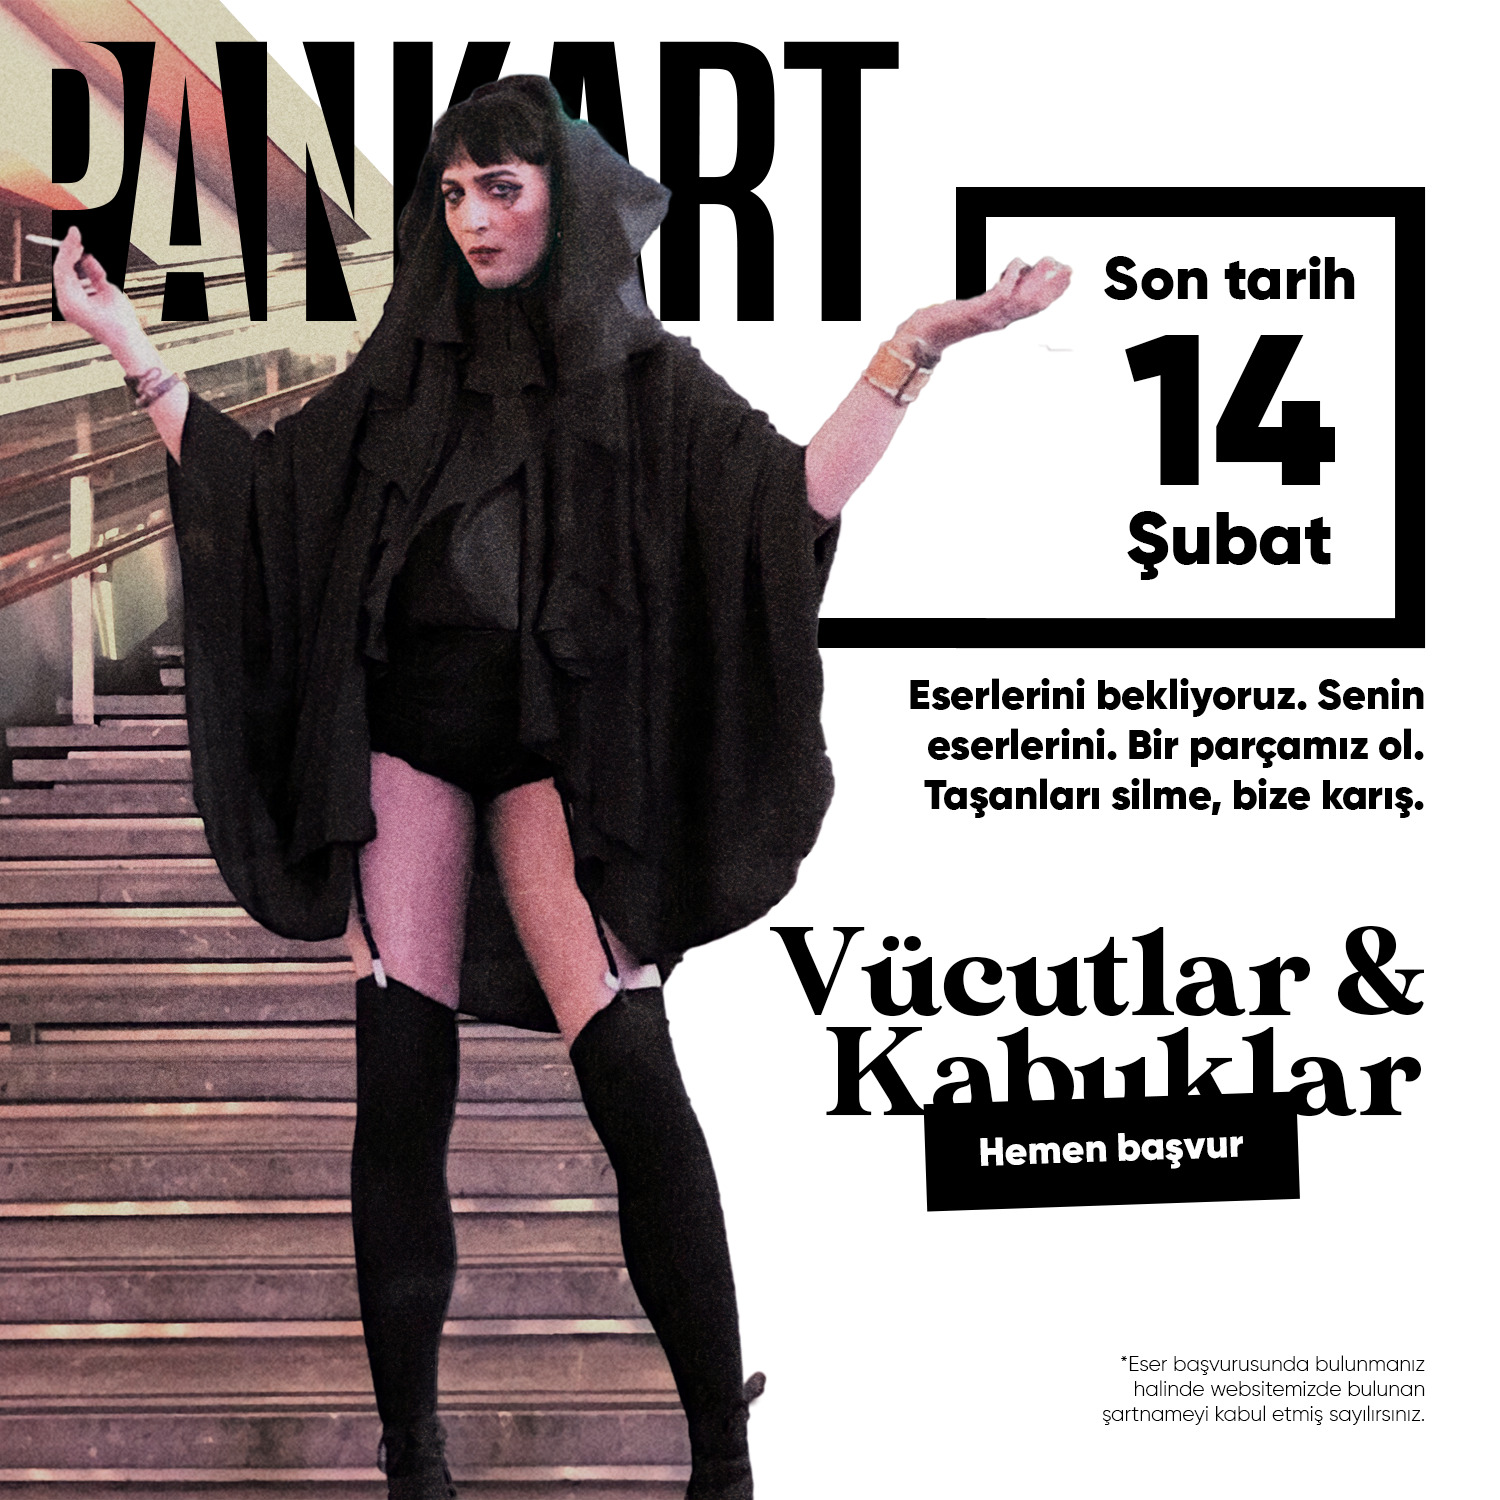 PANKART
Son tarih
14
Şubat
Eserlerini bekliyoruz. Senin
eserlerini. Bir parçamız ol.
Taşanları silme, bize karış.
Vücutlar &
Kabuklar
Hemen başvur
*Eser başvurusunda bulunmanız
halinde websitemizde bulunan
şartnameyi kabul etmiş sayılırsınız.